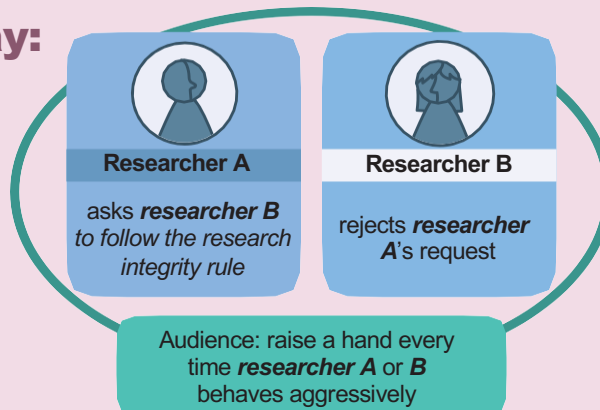 ay:
Researcher A
asks researcher B
to follow the research
integrity rule
Researcher B
rejects researcher
A's request
Audience: raise a hand every
time researcher A or B
behaves aggressively